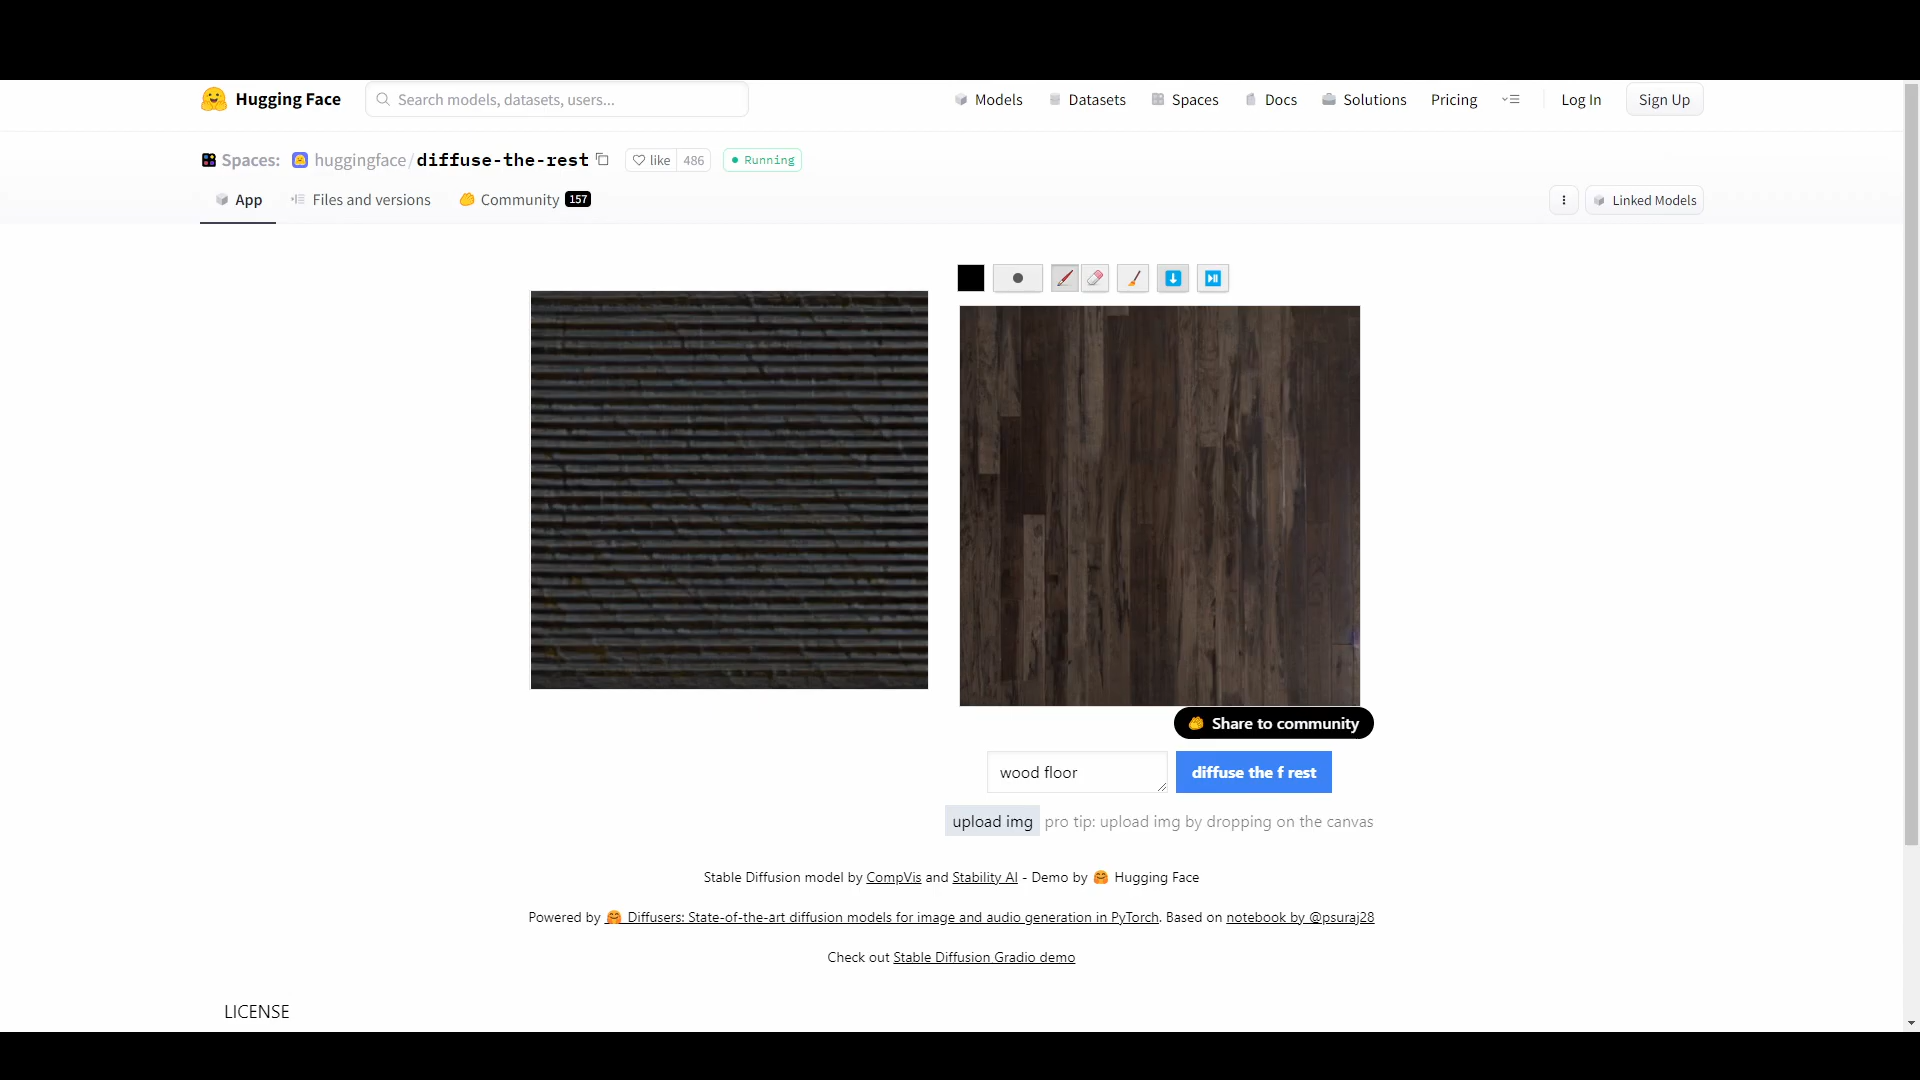 Hugging Face
Search models, datasets, users...
Models
Datasets
Spaces
Docs
Solutions
Pricing
Log In
Sign Up
Spaces:
huggingface/diffuse-the-rest
like
486
Running
App
Files and versions
Community
157
Linked Models
Share to community
wood floor
diffuse the f rest
upload img
pro tip: upload img by dropping on the canvas
Stable Diffusion model by CompVis and Stability AI - Demo by 🤗 Hugging Face
Powered by 🤗 Diffusers: State-of-the-art diffusion models for image and audio generation in PyTorch. Based on notebook by @psuraj28
Check out Stable Diffusion Gradio demo
LICENSE